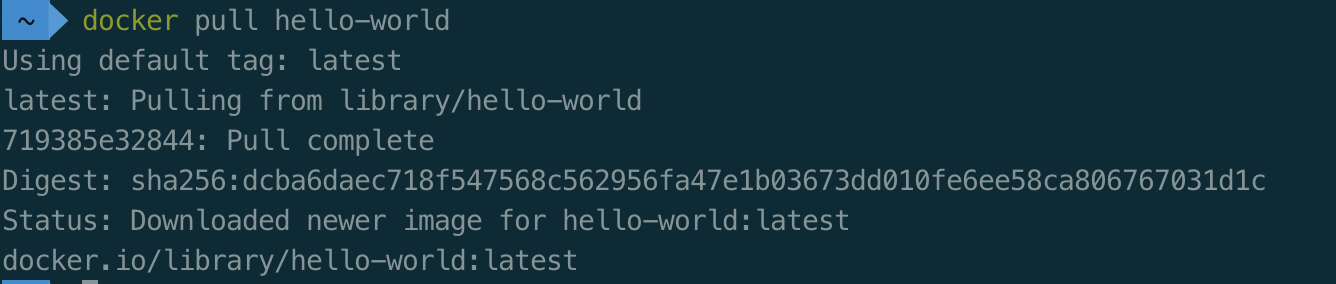 ~ docker pull hello-world
Using default tag: latest
latest: Pulling from library/hello-world
719385e32844: Pull complete
Digest: sha256:dcba6daec718f547568c562956fa47e1b03673dd010fe6ee58ca806767031d1c
Status: Downloaded newer image for hello-world:latest
docker.io/library/hello-world:latest